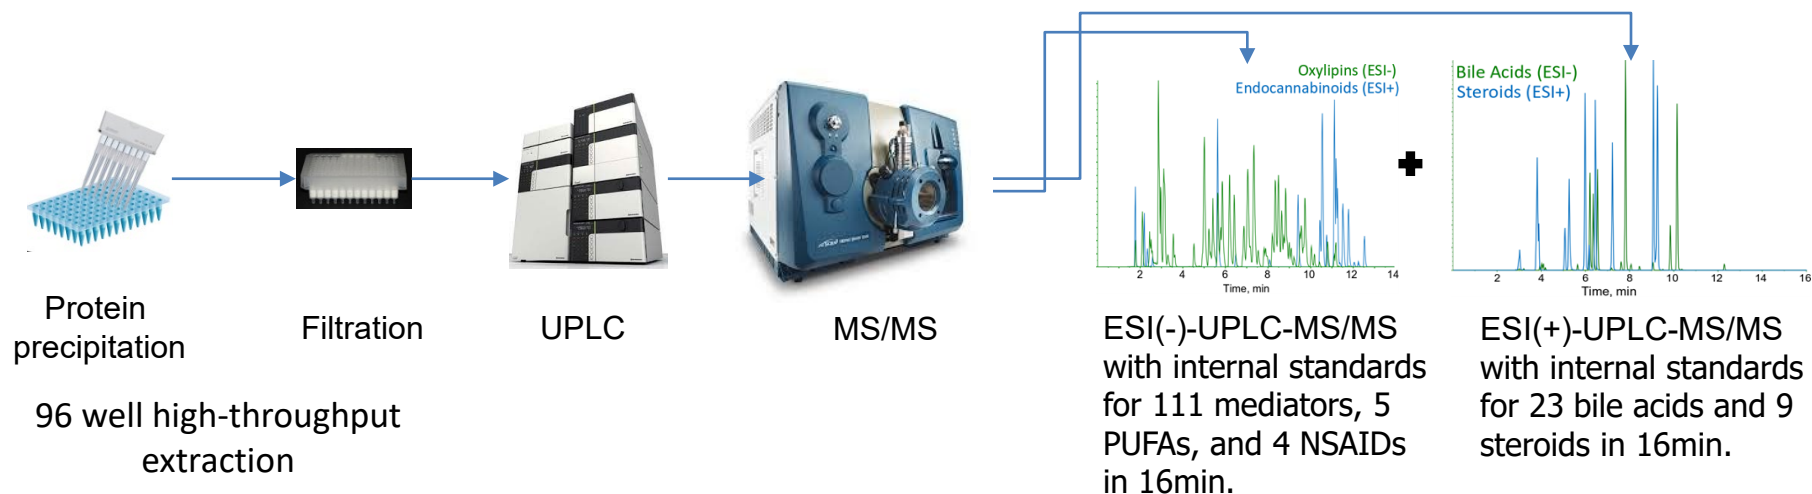 Protein
precipitation
96 well high-throughput
extraction
Filtration
UPLC
MS/MS
Oxylipins (ESI-)
Endocannabinoids (ESI+)
2 4 6 8 10 12 14
Time, min
ESI(-)-UPLC-MS/MS
with internal standards
for 111 mediators, 5
PUFAs, and 4 NSAIDs
in 16min.
Bile Acids (ESI-)
Steroids (ESI+)
2 4 6 8 10 12 14 16
Time, min
ESI(+)-UPLC-MS/MS
with internal standards
for 23 bile acids and 9
steroids in 16min.